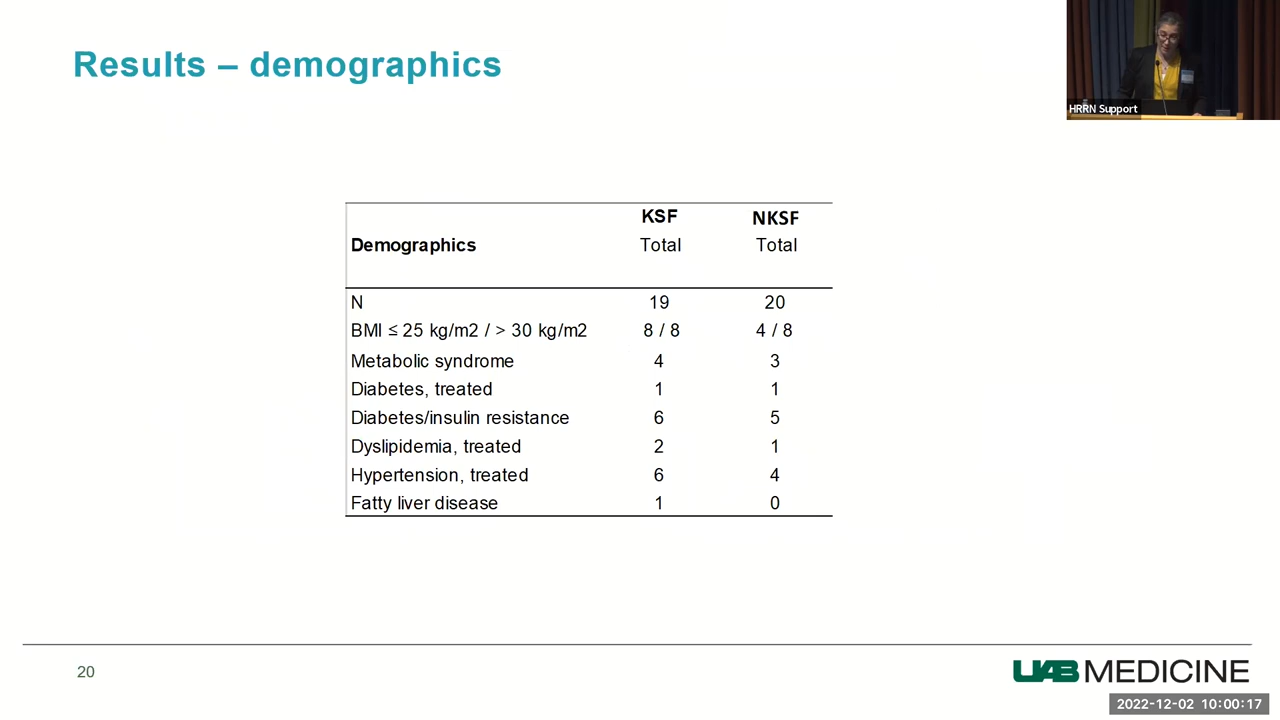 Results – demographics
HRRN Support
KSF NKSF
Demographics Total Total
N 19 20
BMI ≤ 25 kg/m2 / > 30 kg/m2 8 / 8 4 / 8
Metabolic syndrome 4 3
Diabetes, treated 1 1
Diabetes/insulin resistance 6 5
Dyslipidemia, treated 2 1
Hypertension, treated 6 4
Fatty liver disease 1 0
20
UAB MEDICINE
2022-12-02 10:00:17